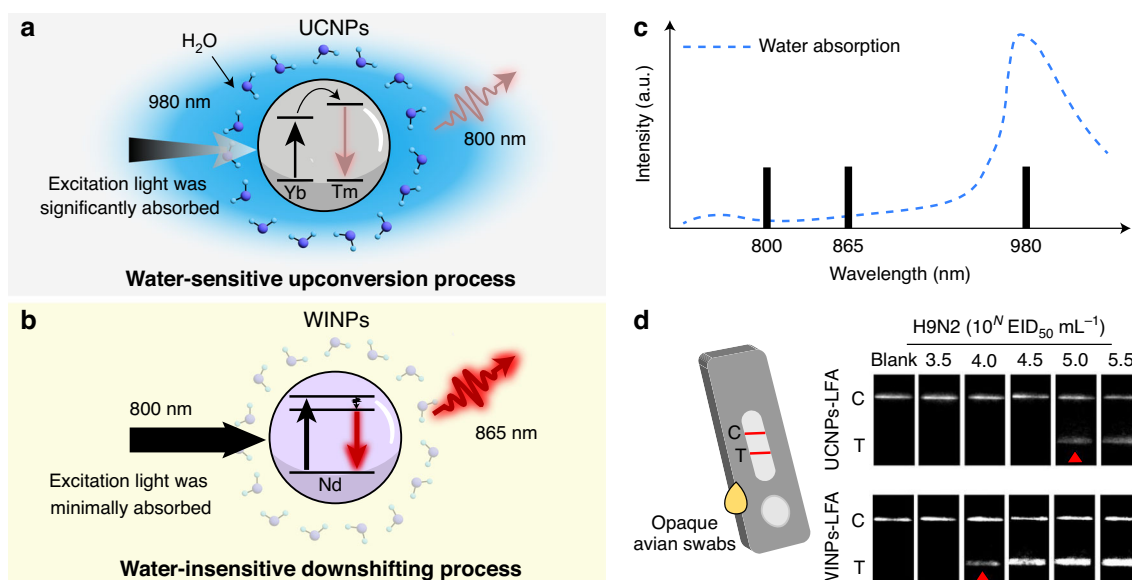 a
UCNPs
H₂O
980 nm
800 nm
Yb
Tm
Excitation light was
significantly absorbed
Water-sensitive upconversion process
b
WINPs
800 nm
865 nm
Nd
Excitation light was
minimally absorbed
Water-insensitive downshifting process
c
Water absorption
Intensity (a.u.)
800
865
980
Wavelength (nm)
d
H9N2 (10ᴺ EID₅₀ mL⁻¹)
Blank 3.5 4.0 4.5 5.0 5.5
C
T
UCNPs-LFA
C
T
WINPs-LFA
C
T
Opaque
avian swabs